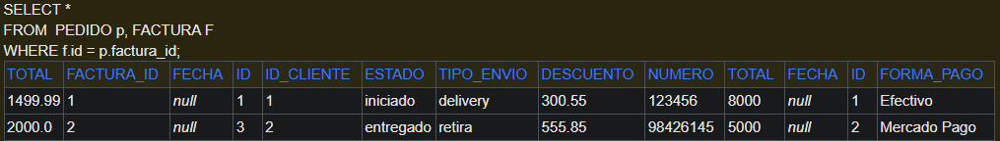 SELECT *
FROM PEDIDO p, FACTURA F
WHERE f.id = p.factura_id;
TOTAL FACTURA_ID FECHA ID ID_CLIENTE ESTADO TIPO_ENVIO DESCUENTO NUMERO TOTAL FECHA ID FORMA_PAGO
1499.99 1 null 1 1 iniciado delivery 300.55 123456 8000 null 1 Efectivo
2000.0 2 null 3 2 entregado retira 555.85 98426145 5000 null 2 Mercado Pago